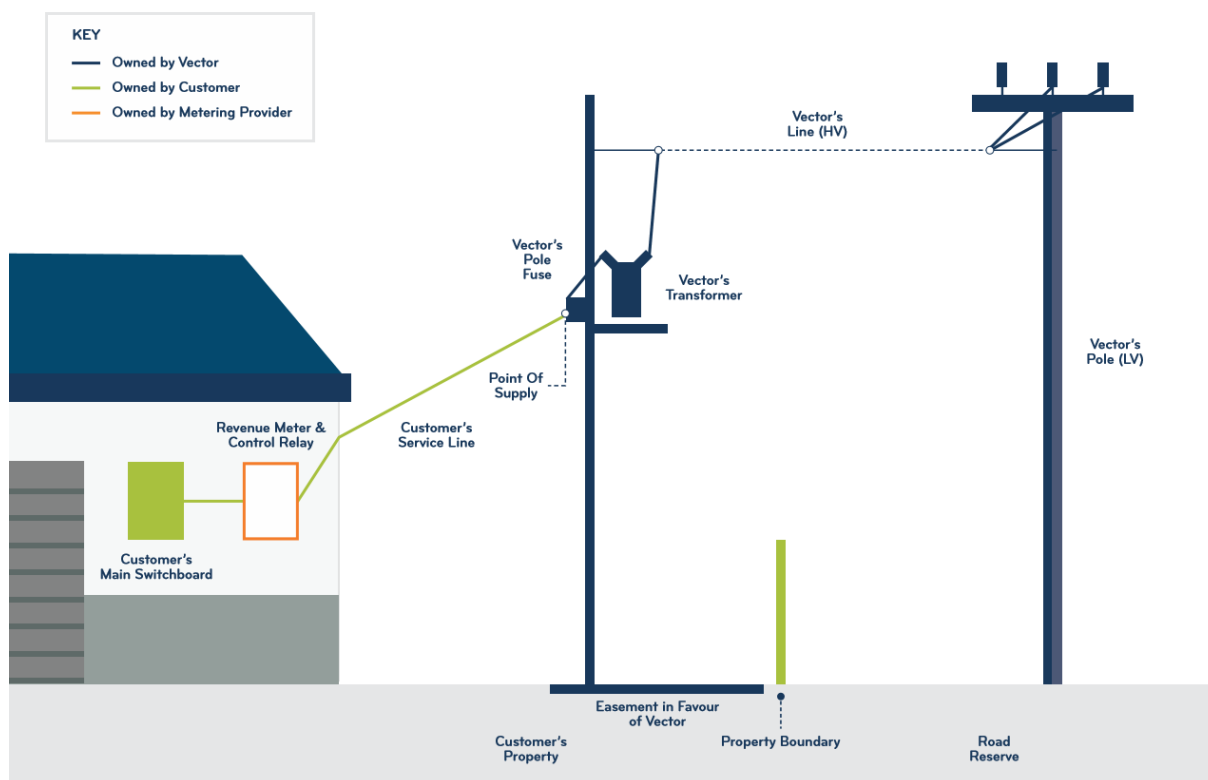 KEY
Owned by Vector
Owned by Customer
Owned by Metering Provider
Vector's
Line (HV)
Vector's
Pole
Fuse
Vector's
Transformer
Vector's
Pole (LV)
Point Of
Supply
Revenue Meter &
Control Relay
Customer's
Service Line
Customer's
Main Switchboard
Easement in Favour
of Vector
Customer's
Property
Property Boundary
Road
Reserve